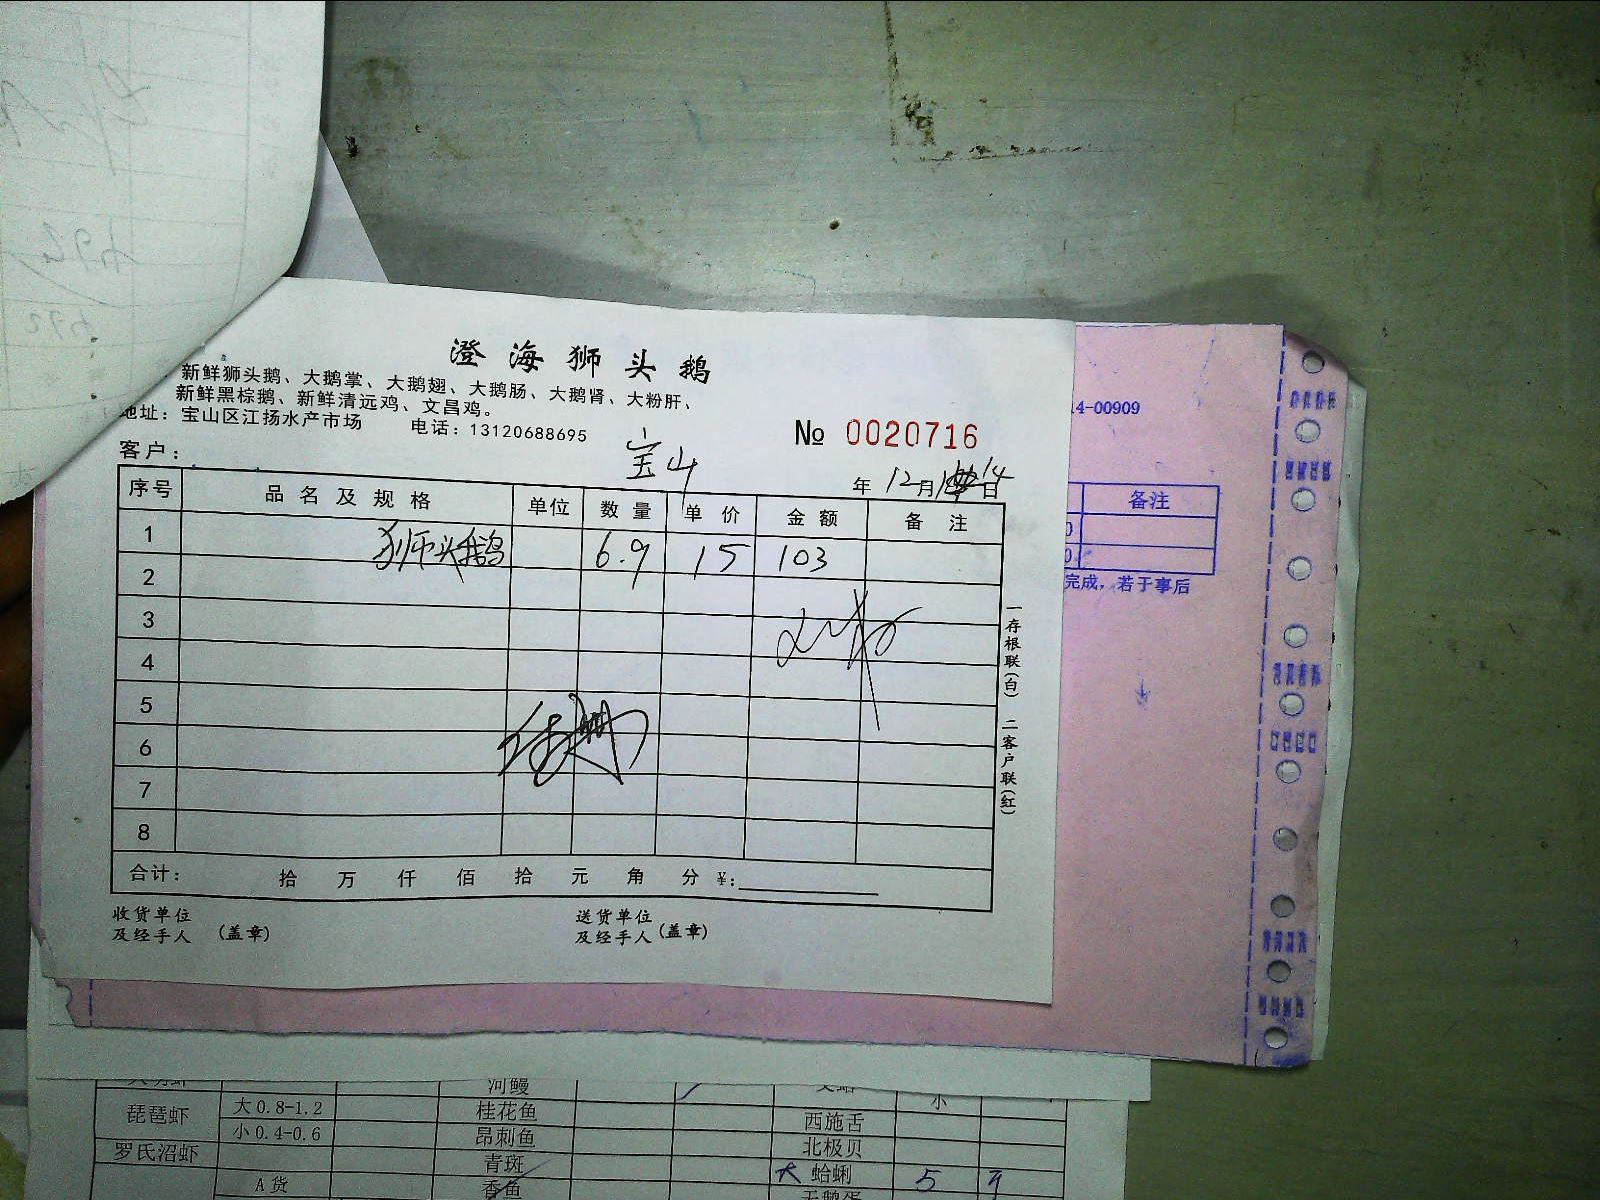 澄海狮头鹅
新鲜狮头鹅、大鹅掌、大鹅翅、大鹅肠、大鹅肾、大粉肝、
新鲜黑棕鹅、新鲜清远鸡、文昌鸡。
地址：宝山区江扬水产市场 电话：13120688695
№ 0020716
客户： 宝山
年 12月 14日
序号 品名及规格 单位 数量 单价 金额 备注
1 狮头鹅 6.9 15 103
2
3
4
5
6
7
8
合计： 拾 万 仟 佰 拾 元 角 分 ¥:
收货单位
及经手人 (盖章)
送货单位
及经手人 (盖章)
一存根联(白) 二客户联(红)
14-00909
备注
完成，若于事后
河鳗
琵琶虾 大0.8-1.2 桂花鱼 西施舌
小0.4-0.6 昂刺鱼 北极贝
罗氏沼虾 青斑 大 蛤蜊 5
A货 香鱼
小